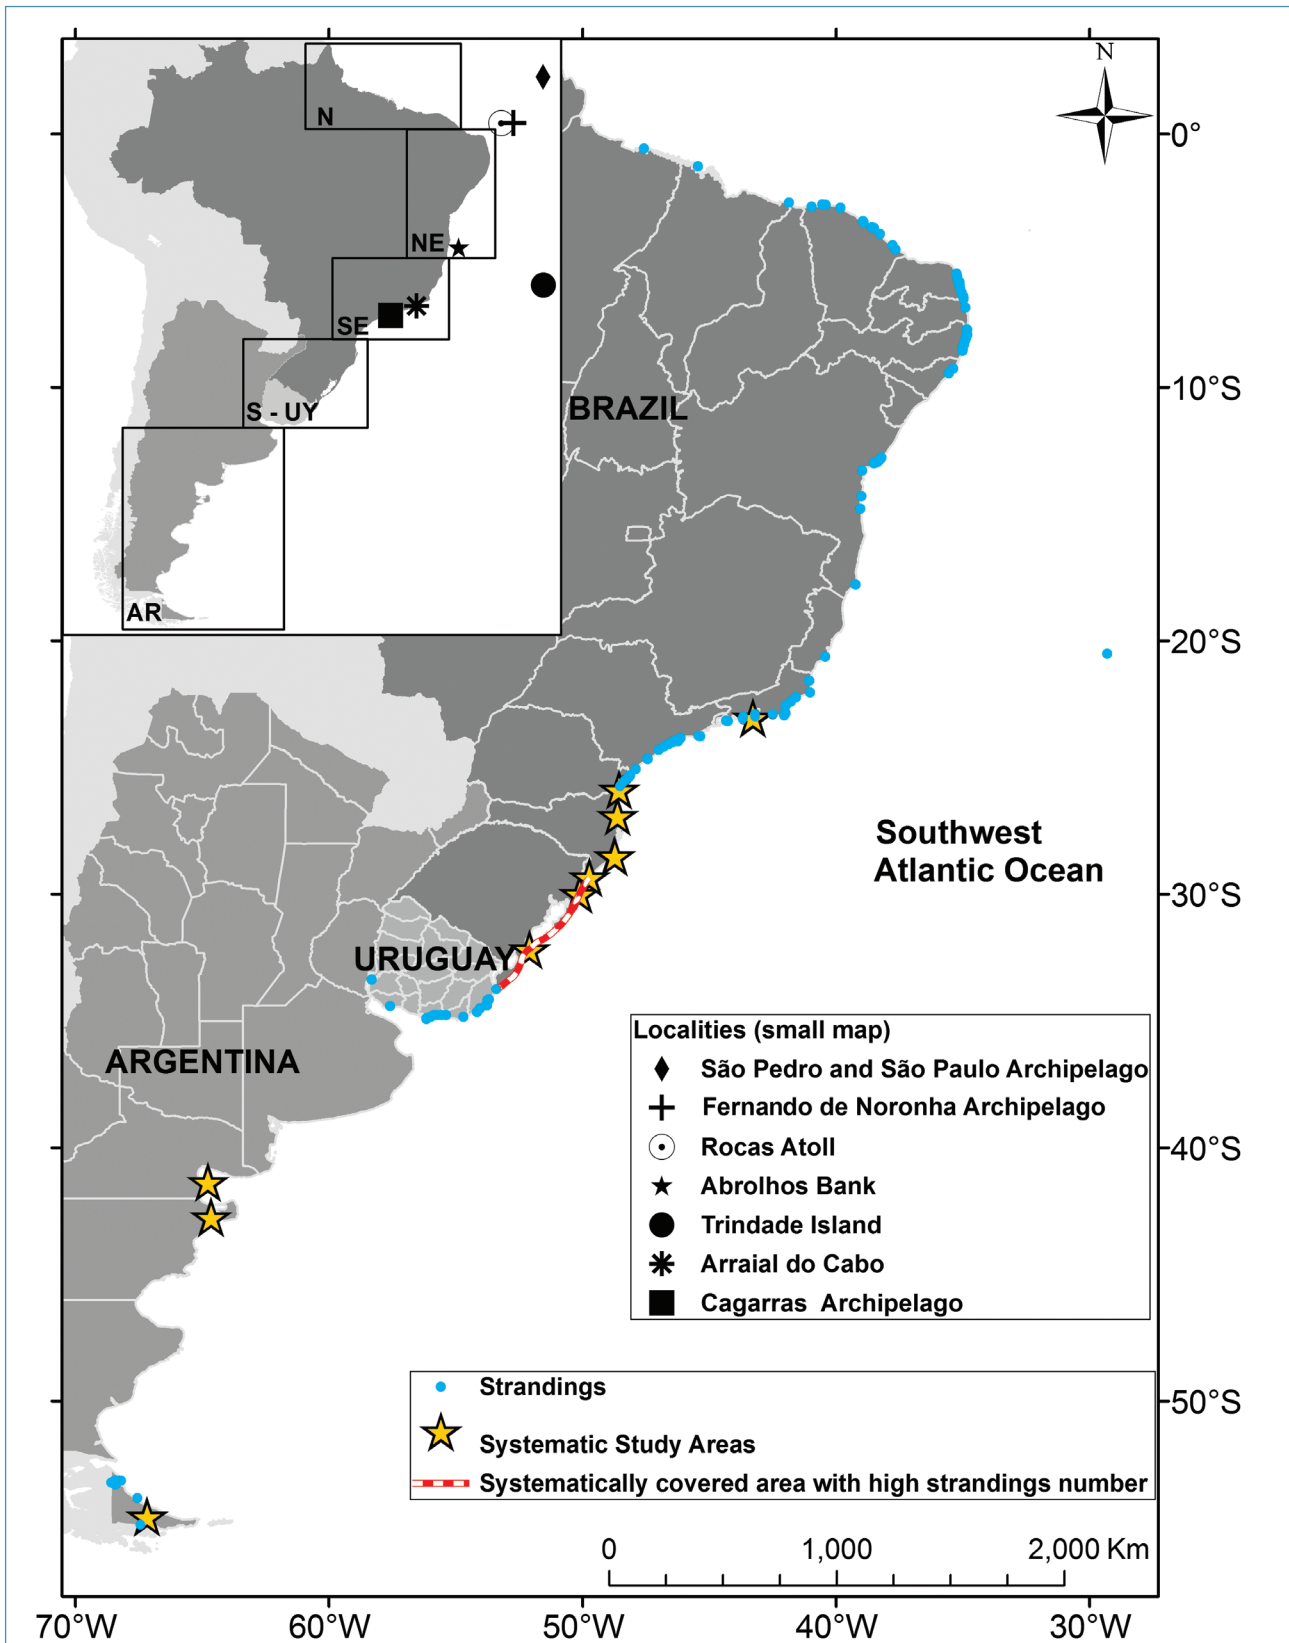 N
N
NE
SE
S - UY
AR
0°
10°S
20°S
30°S
40°S
50°S
BRAZIL
Southwest
Atlantic Ocean
URUGUAY
ARGENTINA
Localities (small map)
São Pedro and São Paulo Archipelago
Fernando de Noronha Archipelago
Rocas Atoll
Abrolhos Bank
Trindade Island
Arraial do Cabo
Cagarras Archipelago
Strandings
Systematic Study Areas
Systematically covered area with high strandings number
0 1,000 2,000 Km
70°W 60°W 50°W 40°W 30°W